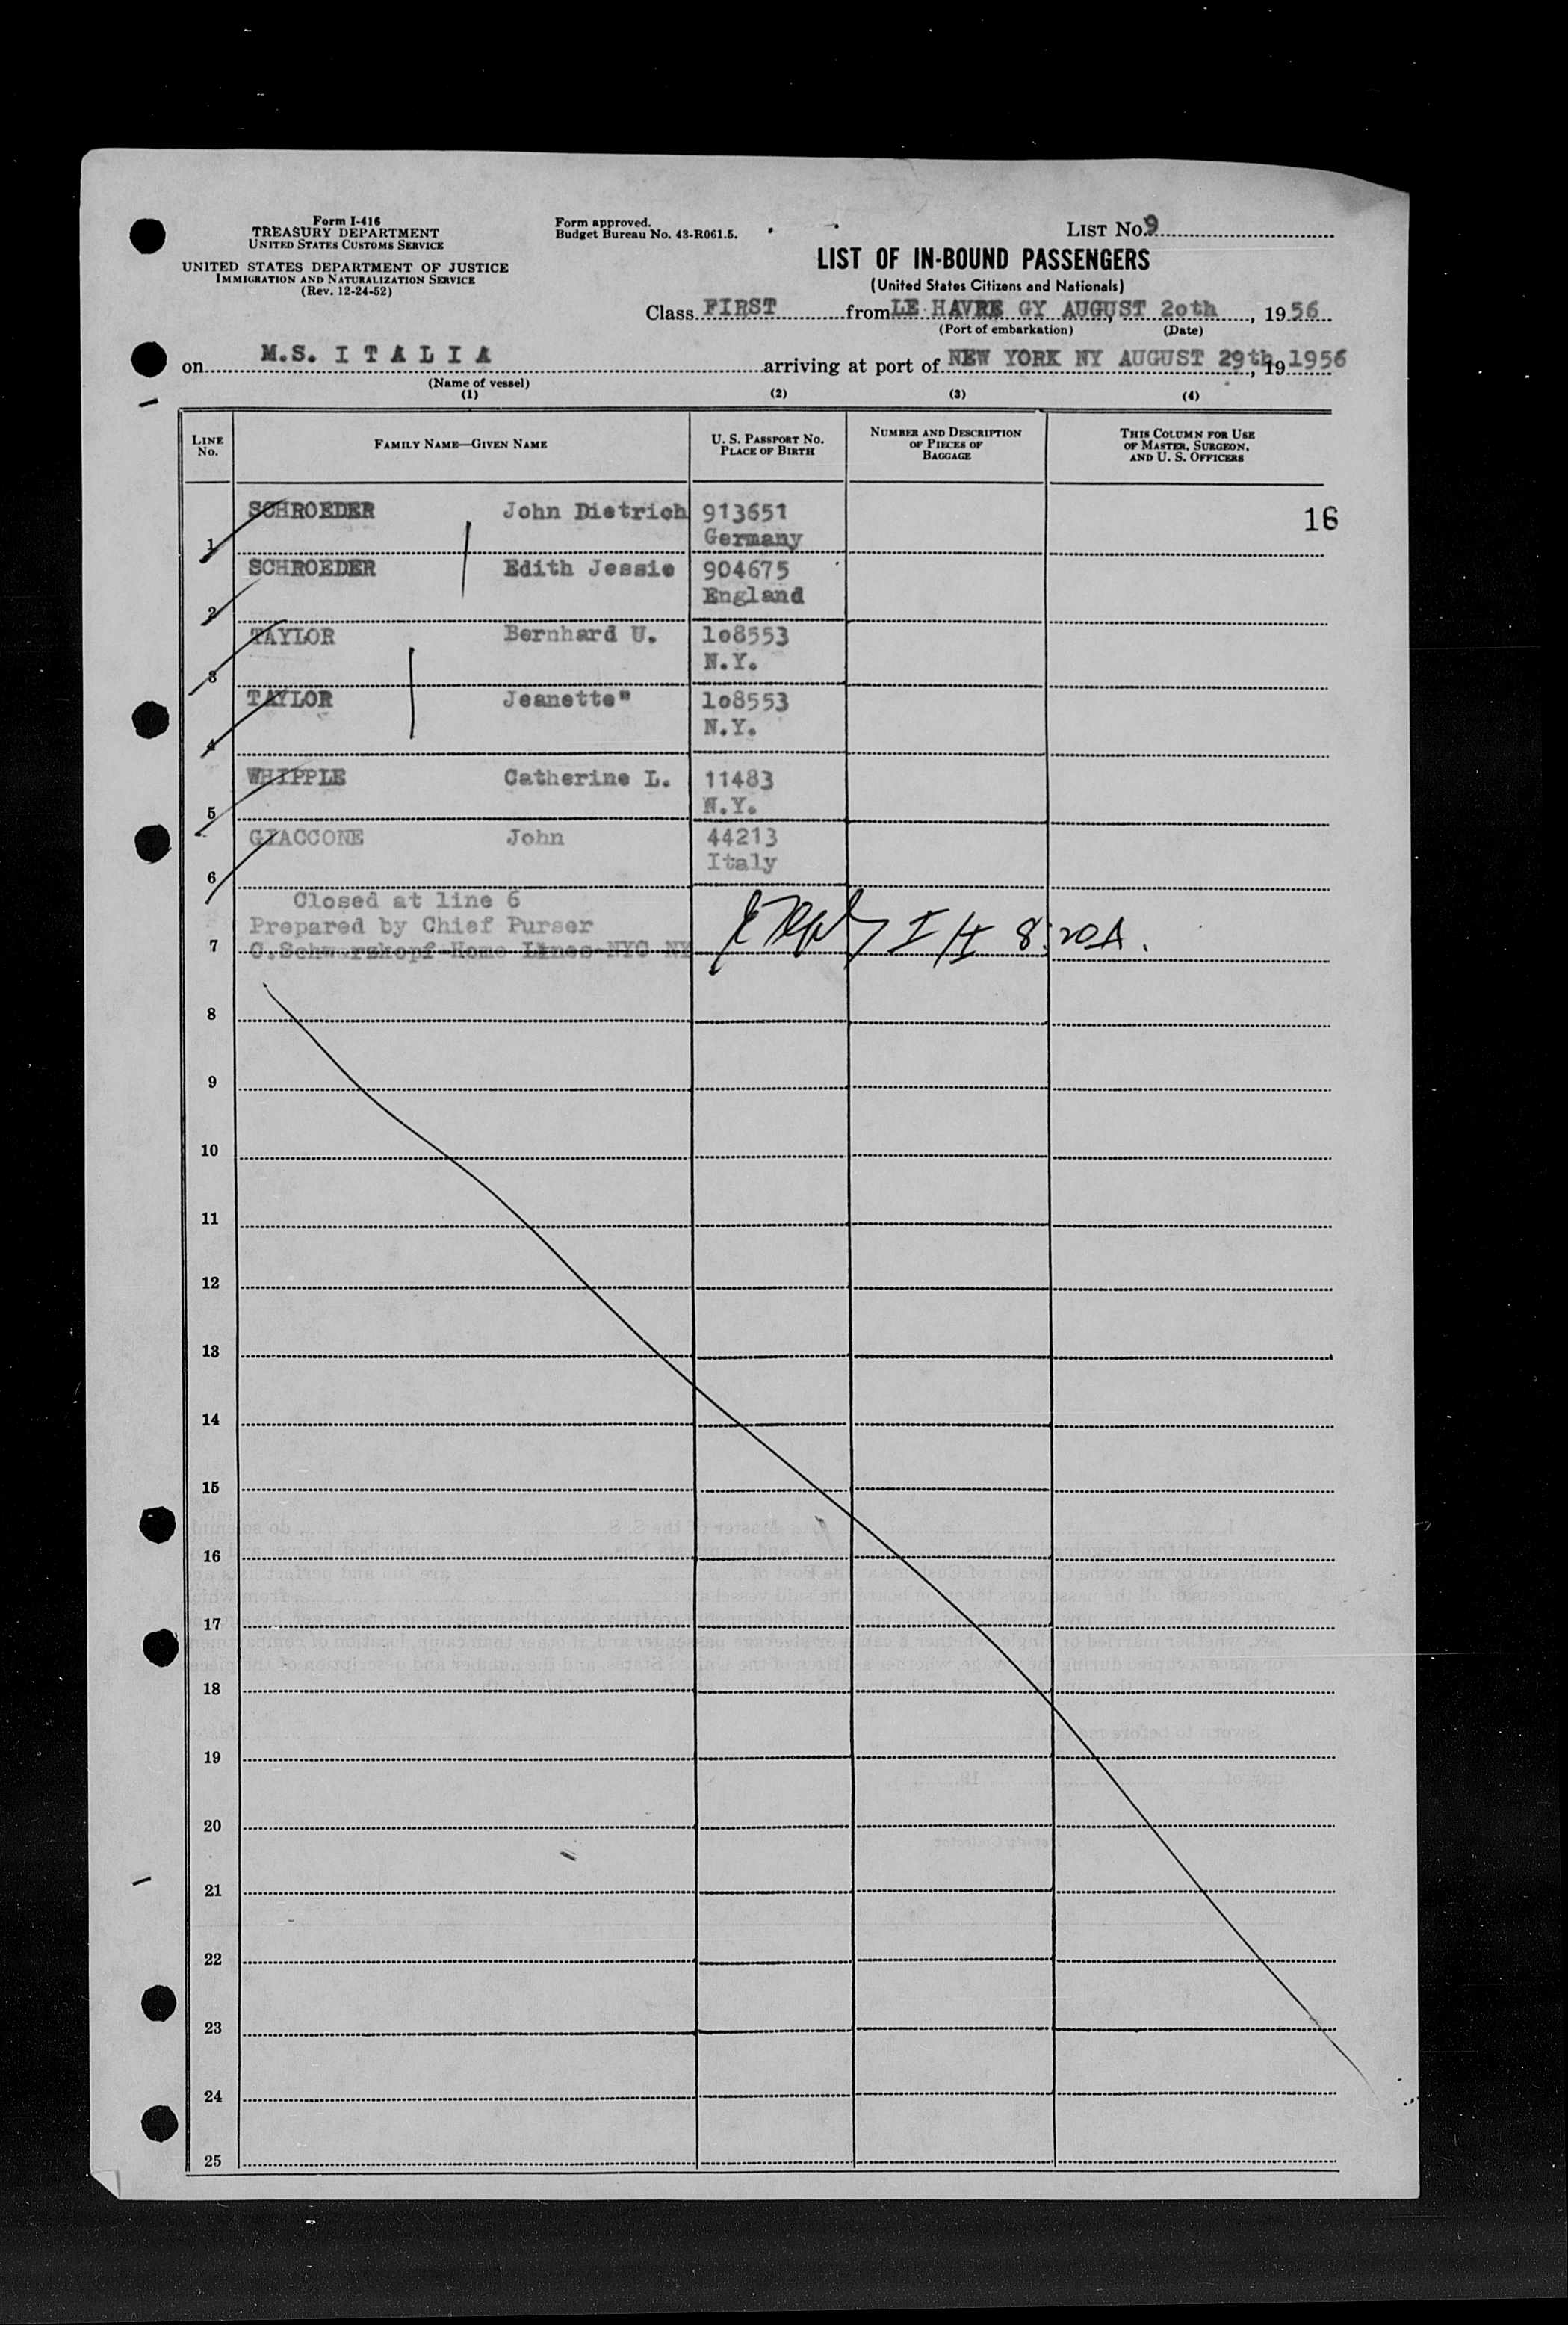 Form I-416
TREASURY DEPARTMENT
UNITED STATES CUSTOMS SERVICE
UNITED STATES DEPARTMENT OF JUSTICE
IMMIGRATION AND NATURALIZATION SERVICE
(Rev. 12-24-52)
Form approved.
Budget Bureau No. 43-R061.5.
LIST No. 9
LIST OF IN-BOUND PASSENGERS
(United States Citizens and Nationals)
Class FIRST from LE HAVRE GY AUGUST 20th, 1956
(Port of embarkation) (Date)
on M.S. I T A L I A arriving at port of NEW YORK NY AUGUST 29th, 19 1956
(Name of vessel)
(1) (2) (3) (4)
LINE No. FAMILY NAME—GIVEN NAME U. S. PASSPORT No. PLACE OF BIRTH NUMBER AND DESCRIPTION OF PIECES OF BAGGAGE THIS COLUMN FOR USE OF MASTER, SURGEON, AND U. S. OFFICERS
SCHROEDER John Dietrich 913651 16
1 Germany
SCHROEDER Edith Jessie 904675
2 England
TAYLOR Bernhard U. 1o8553
3 N.Y.
TAYLOR Jeanette" 1o8553
4 N.Y.
WHIPPLE Catherine L. 11483
5 N.Y.
GIACCONE John 44213
6 Italy
Closed at line 6
Prepared by Chief Purser
7 C.Schwarzkopf-Home Lines-NYC NY
I/I 8:20A.
8
9
10
11
12
13
14
15
16
17
18
19
20
21
22
23
24
25